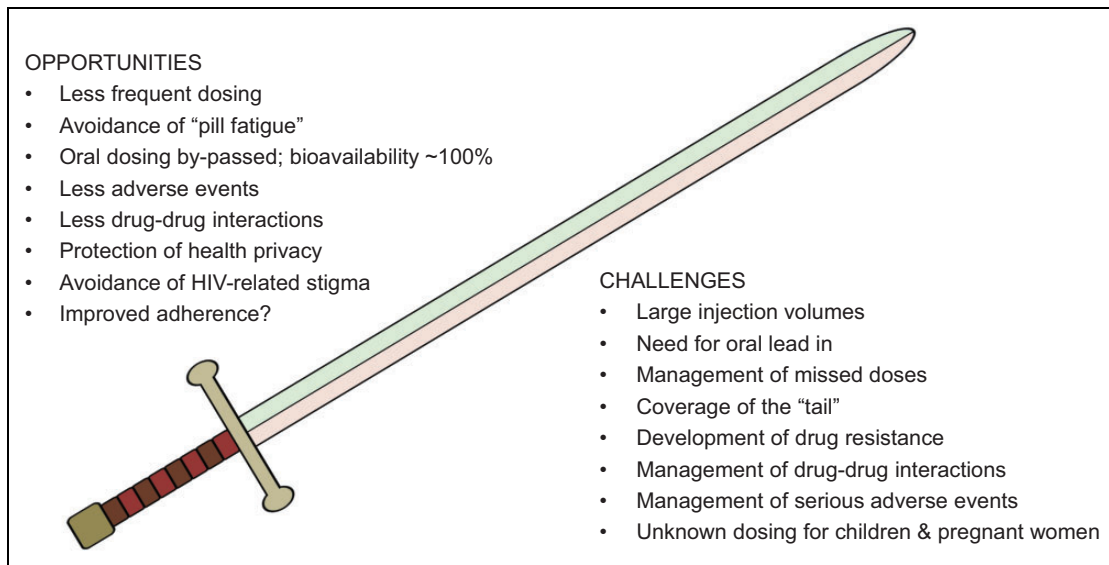 OPPORTUNITIES
• Less frequent dosing
• Avoidance of “pill fatigue”
• Oral dosing by-passed; bioavailability ~100%
• Less adverse events
• Less drug-drug interactions
• Protection of health privacy
• Avoidance of HIV-related stigma
• Improved adherence?
CHALLENGES
• Large injection volumes
• Need for oral lead in
• Management of missed doses
• Coverage of the “tail”
• Development of drug resistance
• Management of drug-drug interactions
• Management of serious adverse events
• Unknown dosing for children & pregnant women